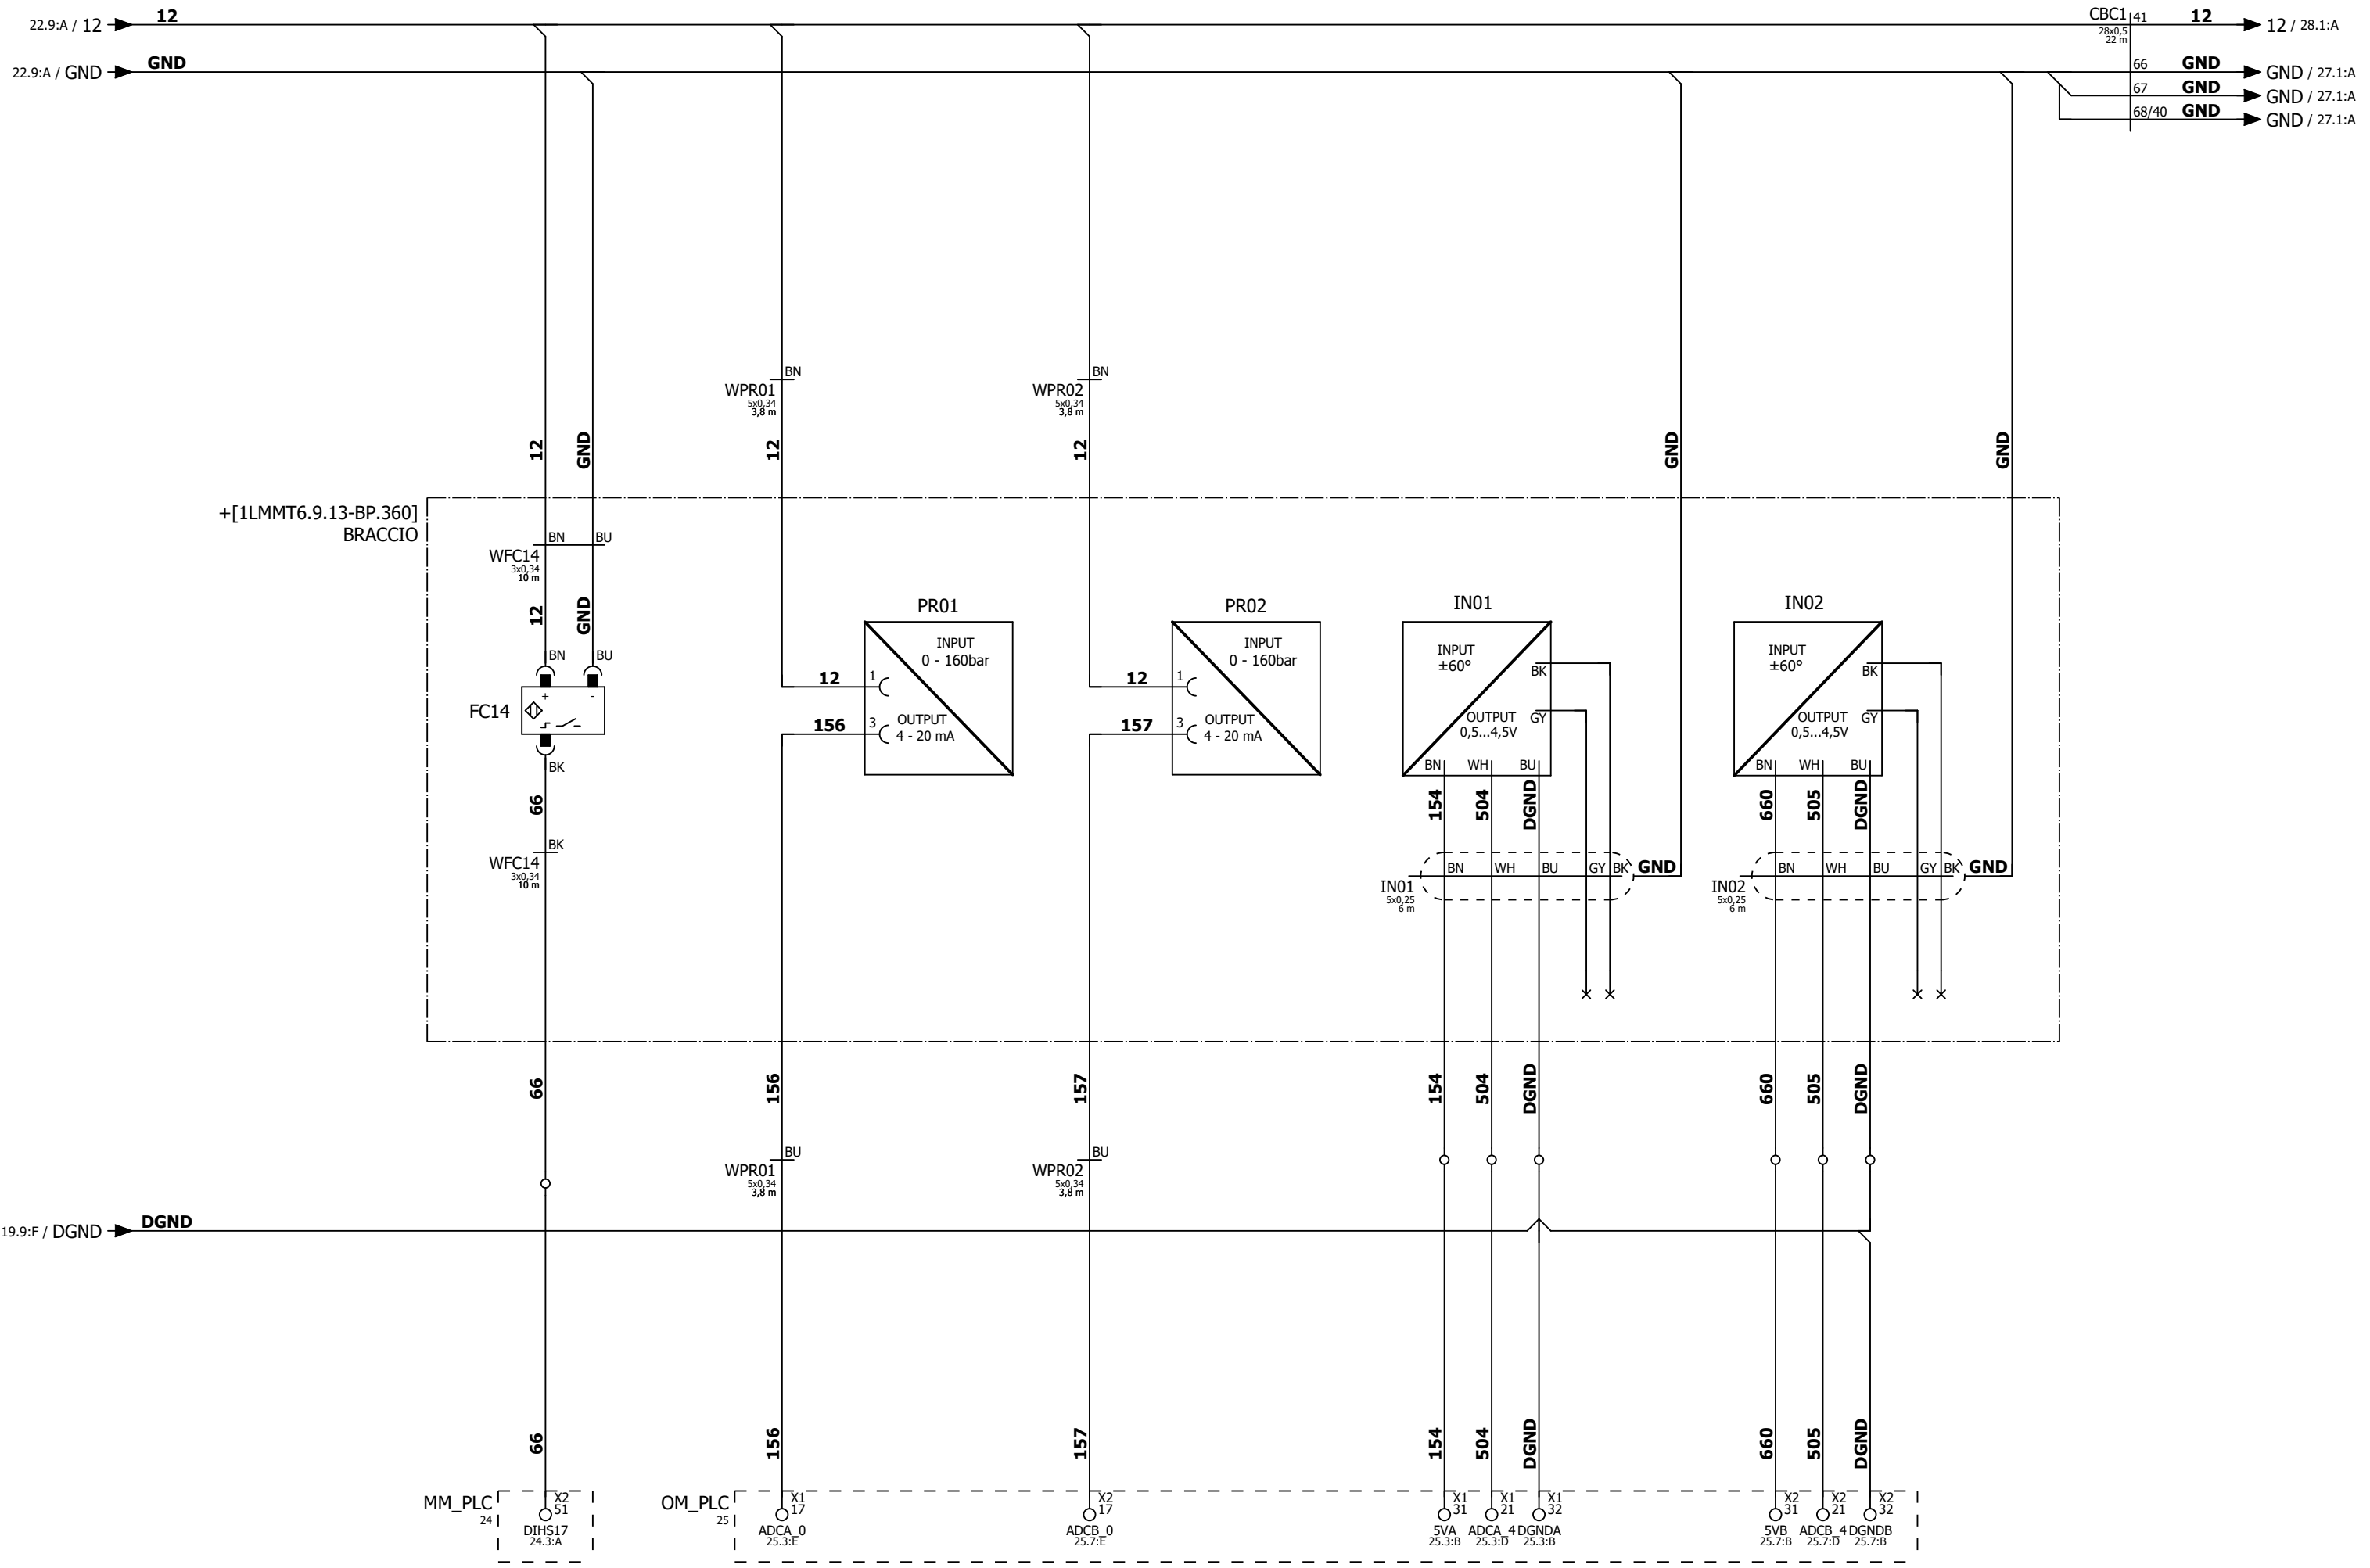 22.9:A / 12
12
CBC1
28x0,5
22 m
41
12
12 / 28.1:A
22.9:A / GND
GND
66
GND
GND / 27.1:A
67
GND
GND / 27.1:A
68/40
GND
GND / 27.1:A
BN
WPR01
5x0,34
3,8 m
BN
WPR02
5x0,34
3,8 m
12
GND
12
12
GND
GND
+[1LMMT6.9.13-BP.360]
BRACCIO
BN
BU
WFC14
3x0,34
10 m
12
GND
BN
BU
+
-
FC14
BK
66
BK
WFC14
3x0,34
10 m
PR01
INPUT
0 - 160bar
12
1
156
3
OUTPUT
4 - 20 mA
PR02
INPUT
0 - 160bar
12
1
157
3
OUTPUT
4 - 20 mA
IN01
INPUT
±60°
BK
OUTPUT
0,5...4,5V
GY
BN
WH
BU
154
504
DGND
BN
WH
BU
GY
BK
GND
IN01
5x0,25
6 m
IN02
INPUT
±60°
BK
OUTPUT
0,5...4,5V
GY
BN
WH
BU
660
505
DGND
BN
WH
BU
GY
BK
GND
IN02
5x0,25
6 m
66
156
157
154
504
DGND
660
505
DGND
BU
WPR01
5x0,34
3,8 m
BU
WPR02
5x0,34
3,8 m
19.9:F / DGND
DGND
66
156
157
154
504
DGND
660
505
DGND
MM_PLC
24
X2
51
DIHS17
24.3:A
OM_PLC
25
X1
17
ADCA_0
25.3:E
X2
17
ADCB_0
25.7:E
X1
31
5VA
25.3:B
X1
21
ADCA_4
25.3:D
X1
32
DGNDA
25.3:B
X2
31
5VB
25.7:B
X2
21
ADCB_4
25.7:D
X2
32
DGNDB
25.7:B